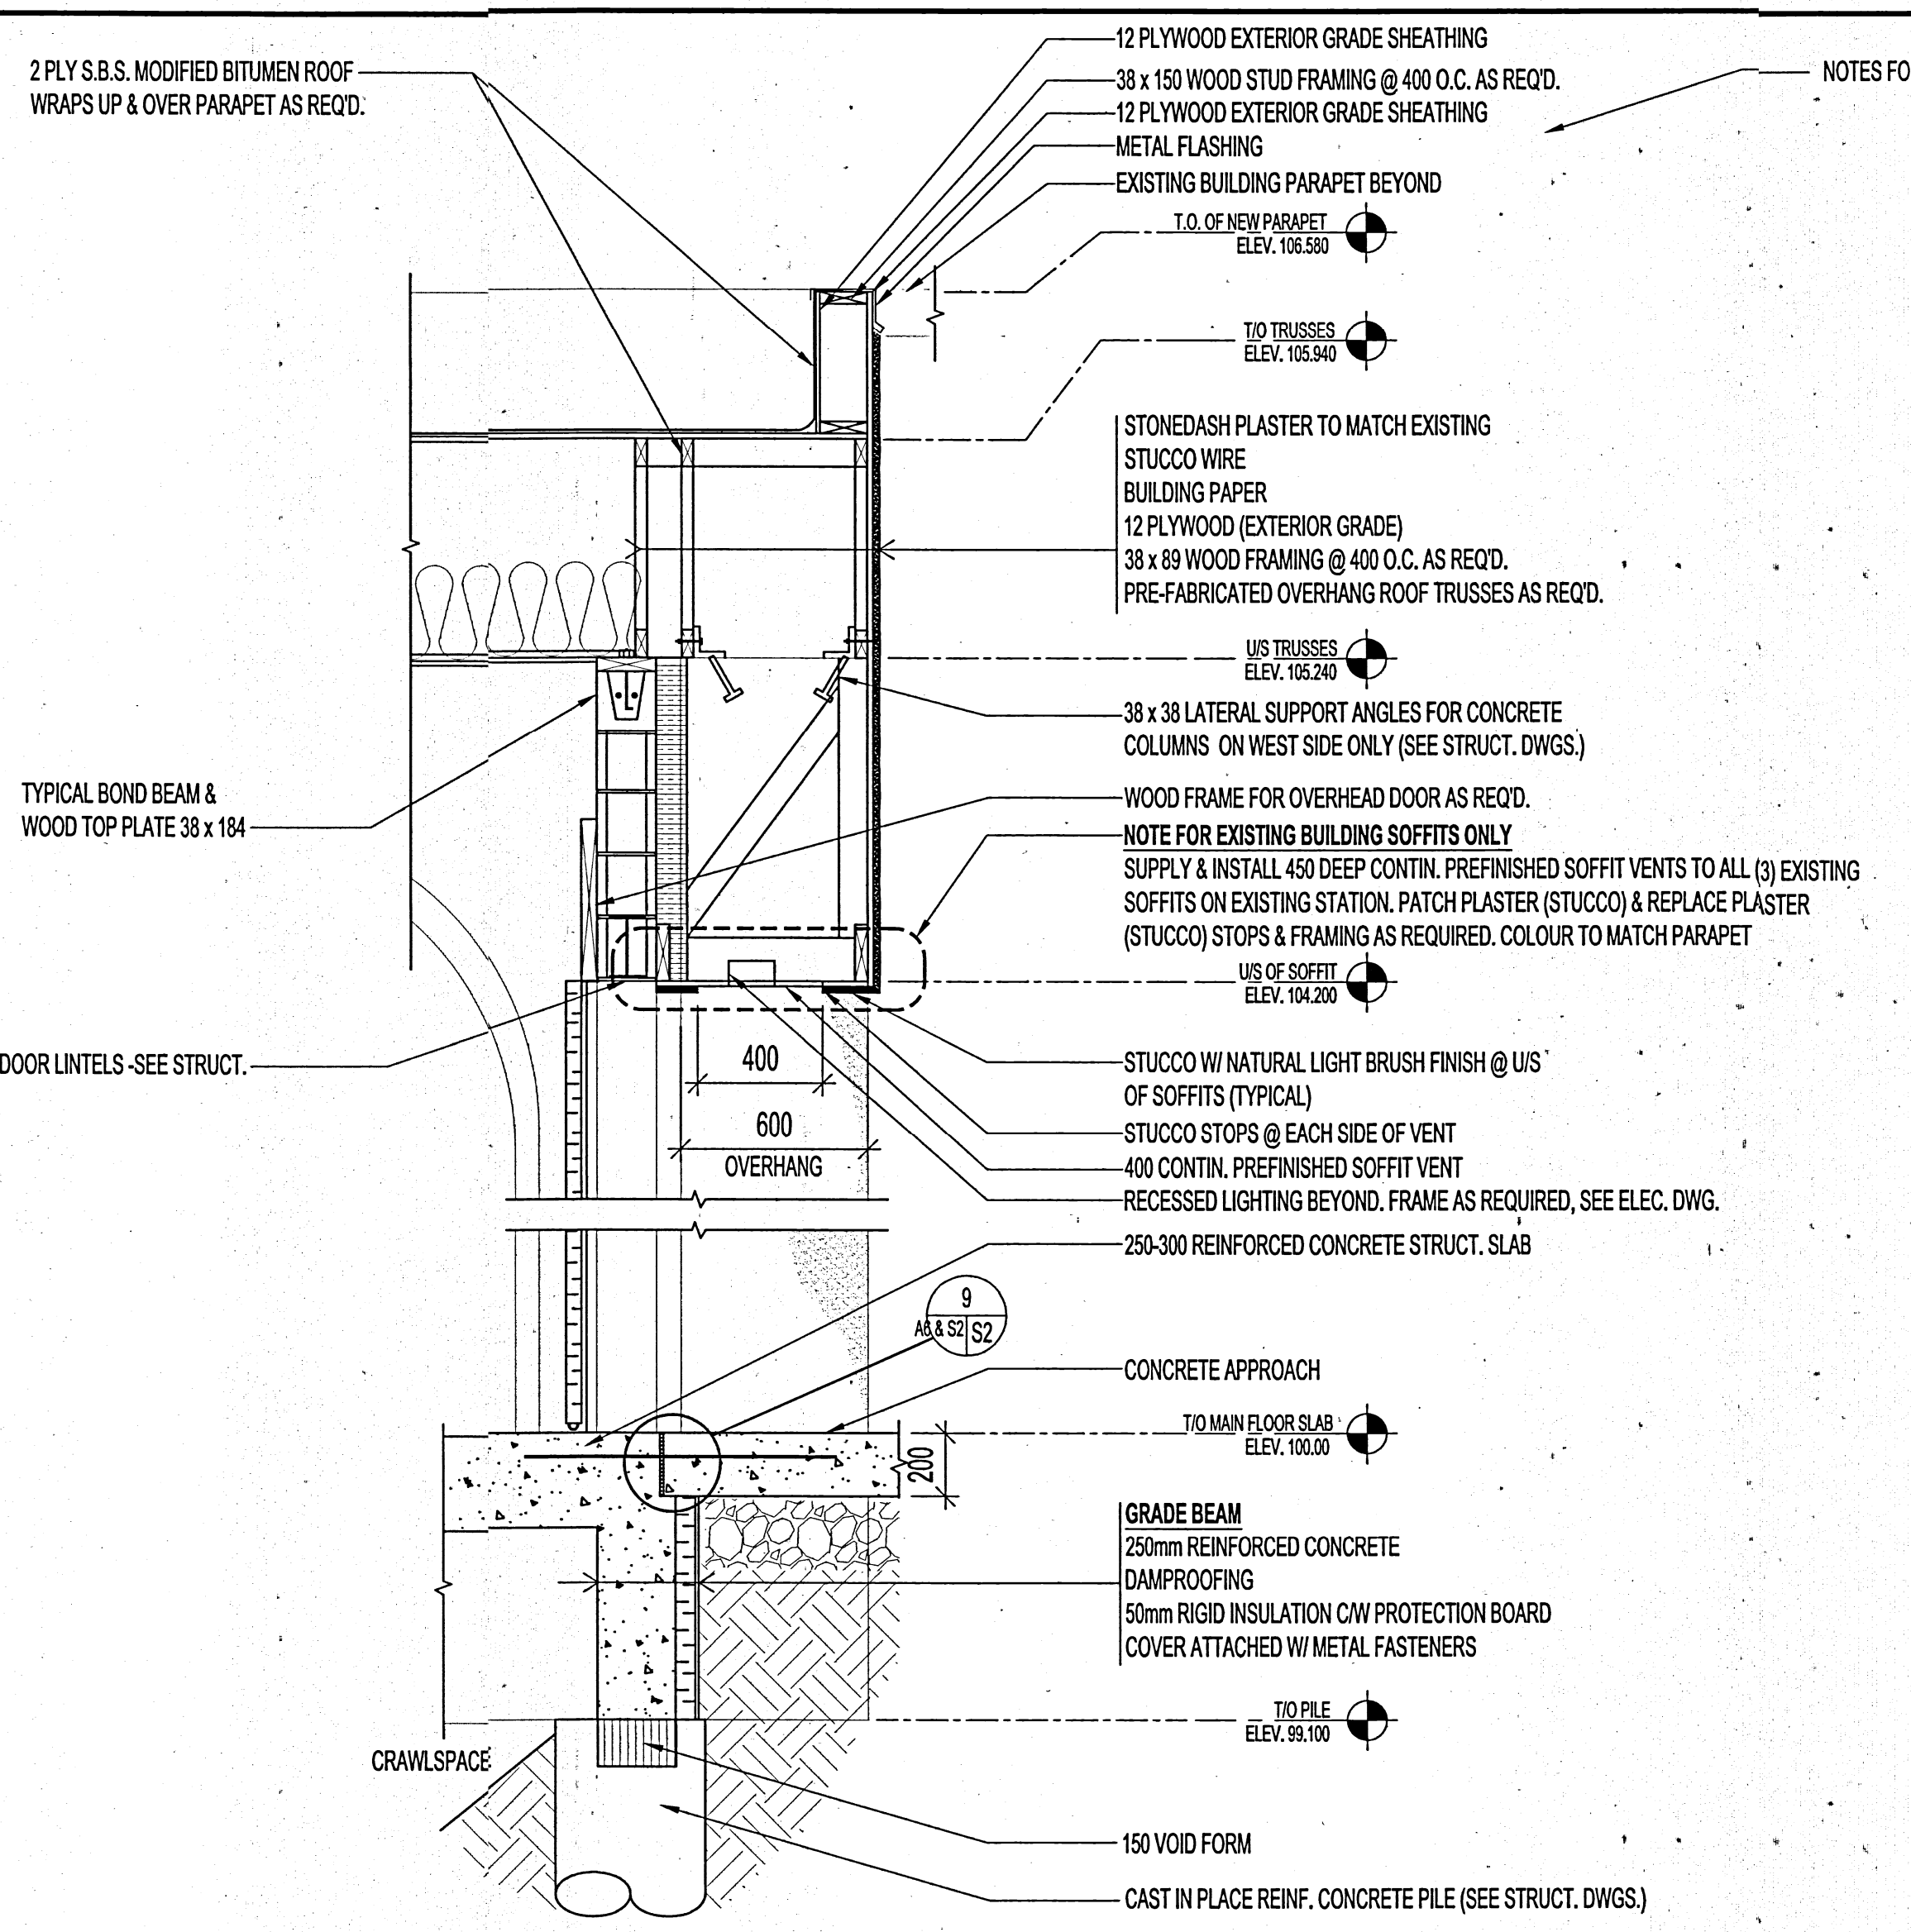 2 PLY S.B.S. MODIFIED BITUMEN ROOF
WRAPS UP & OVER PARAPET AS REQ'D.
12 PLYWOOD EXTERIOR GRADE SHEATHING
38 x 150 WOOD STUD FRAMING @ 400 O.C. AS REQ'D.
12 PLYWOOD EXTERIOR GRADE SHEATHING
METAL FLASHING
EXISTING BUILDING PARAPET BEYOND
NOTES FO
T.O. OF NEW PARAPET
ELEV. 106.580
T/O TRUSSES
ELEV. 105.940
STONEDASH PLASTER TO MATCH EXISTING
STUCCO WIRE
BUILDING PAPER
12 PLYWOOD (EXTERIOR GRADE)
38 x 89 WOOD FRAMING @ 400 O.C. AS REQ'D.
PRE-FABRICATED OVERHANG ROOF TRUSSES AS REQ'D.
U/S TRUSSES
ELEV. 105.240
38 x 38 LATERAL SUPPORT ANGLES FOR CONCRETE
COLUMNS ON WEST SIDE ONLY (SEE STRUCT. DWGS.)
TYPICAL BOND BEAM &
WOOD TOP PLATE 38 x 184
WOOD FRAME FOR OVERHEAD DOOR AS REQ'D.
NOTE FOR EXISTING BUILDING SOFFITS ONLY
SUPPLY & INSTALL 450 DEEP CONTIN. PREFINISHED SOFFIT VENTS TO ALL (3) EXISTING
SOFFITS ON EXISTING STATION. PATCH PLASTER (STUCCO) & REPLACE PLASTER
(STUCCO) STOPS & FRAMING AS REQUIRED. COLOUR TO MATCH PARAPET
U/S OF SOFFIT
ELEV. 104.200
DOOR LINTELS -SEE STRUCT.
400
600
OVERHANG
STUCCO W/ NATURAL LIGHT BRUSH FINISH @ U/S
OF SOFFITS (TYPICAL)
STUCCO STOPS @ EACH SIDE OF VENT
400 CONTIN. PREFINISHED SOFFIT VENT
RECESSED LIGHTING BEYOND. FRAME AS REQUIRED, SEE ELEC. DWG.
250-300 REINFORCED CONCRETE STRUCT. SLAB
9
A6 & S2 S2
CONCRETE APPROACH
T/O MAIN FLOOR SLAB
ELEV. 100.00
200
GRADE BEAM
250mm REINFORCED CONCRETE
DAMPROOFING
50mm RIGID INSULATION C/W PROTECTION BOARD
COVER ATTACHED W/ METAL FASTENERS
T/O PILE
ELEV. 99.100
CRAWLSPACE
150 VOID FORM
CAST IN PLACE REINF. CONCRETE PILE (SEE STRUCT. DWGS.)